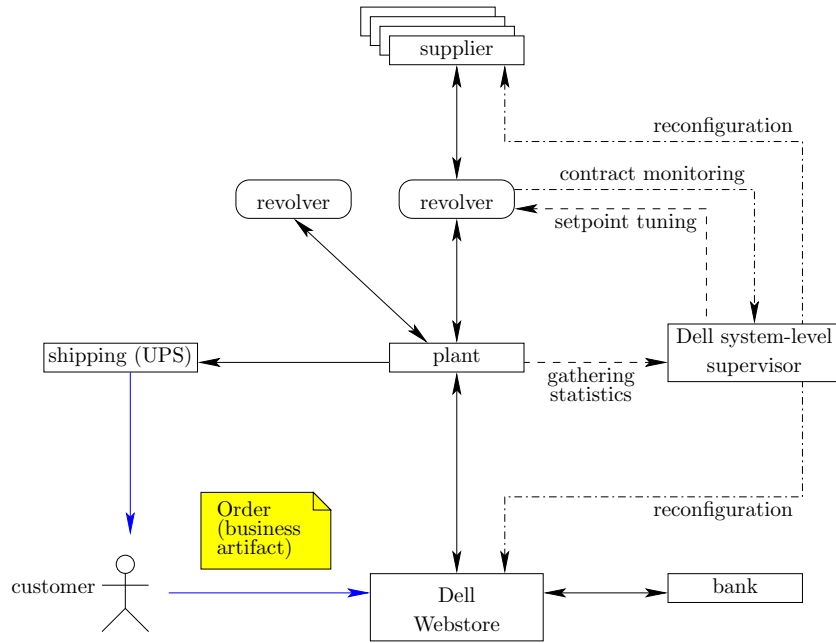 supplier
reconfiguration
contract monitoring
revolver
revolver
setpoint tuning
Dell system-level
supervisor
shipping (UPS)
plant
gathering
statistics
Order
(business
artifact)
reconfiguration
customer
Dell
Webstore
bank